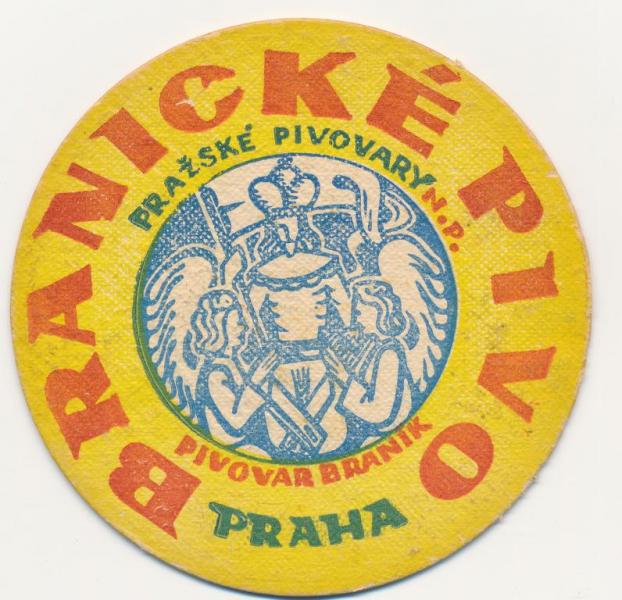 BRANICKÉ PIVO
PRAŽSKÉ PIVOVARY N.P.
PIVOVAR BRANÍK
PRAHA